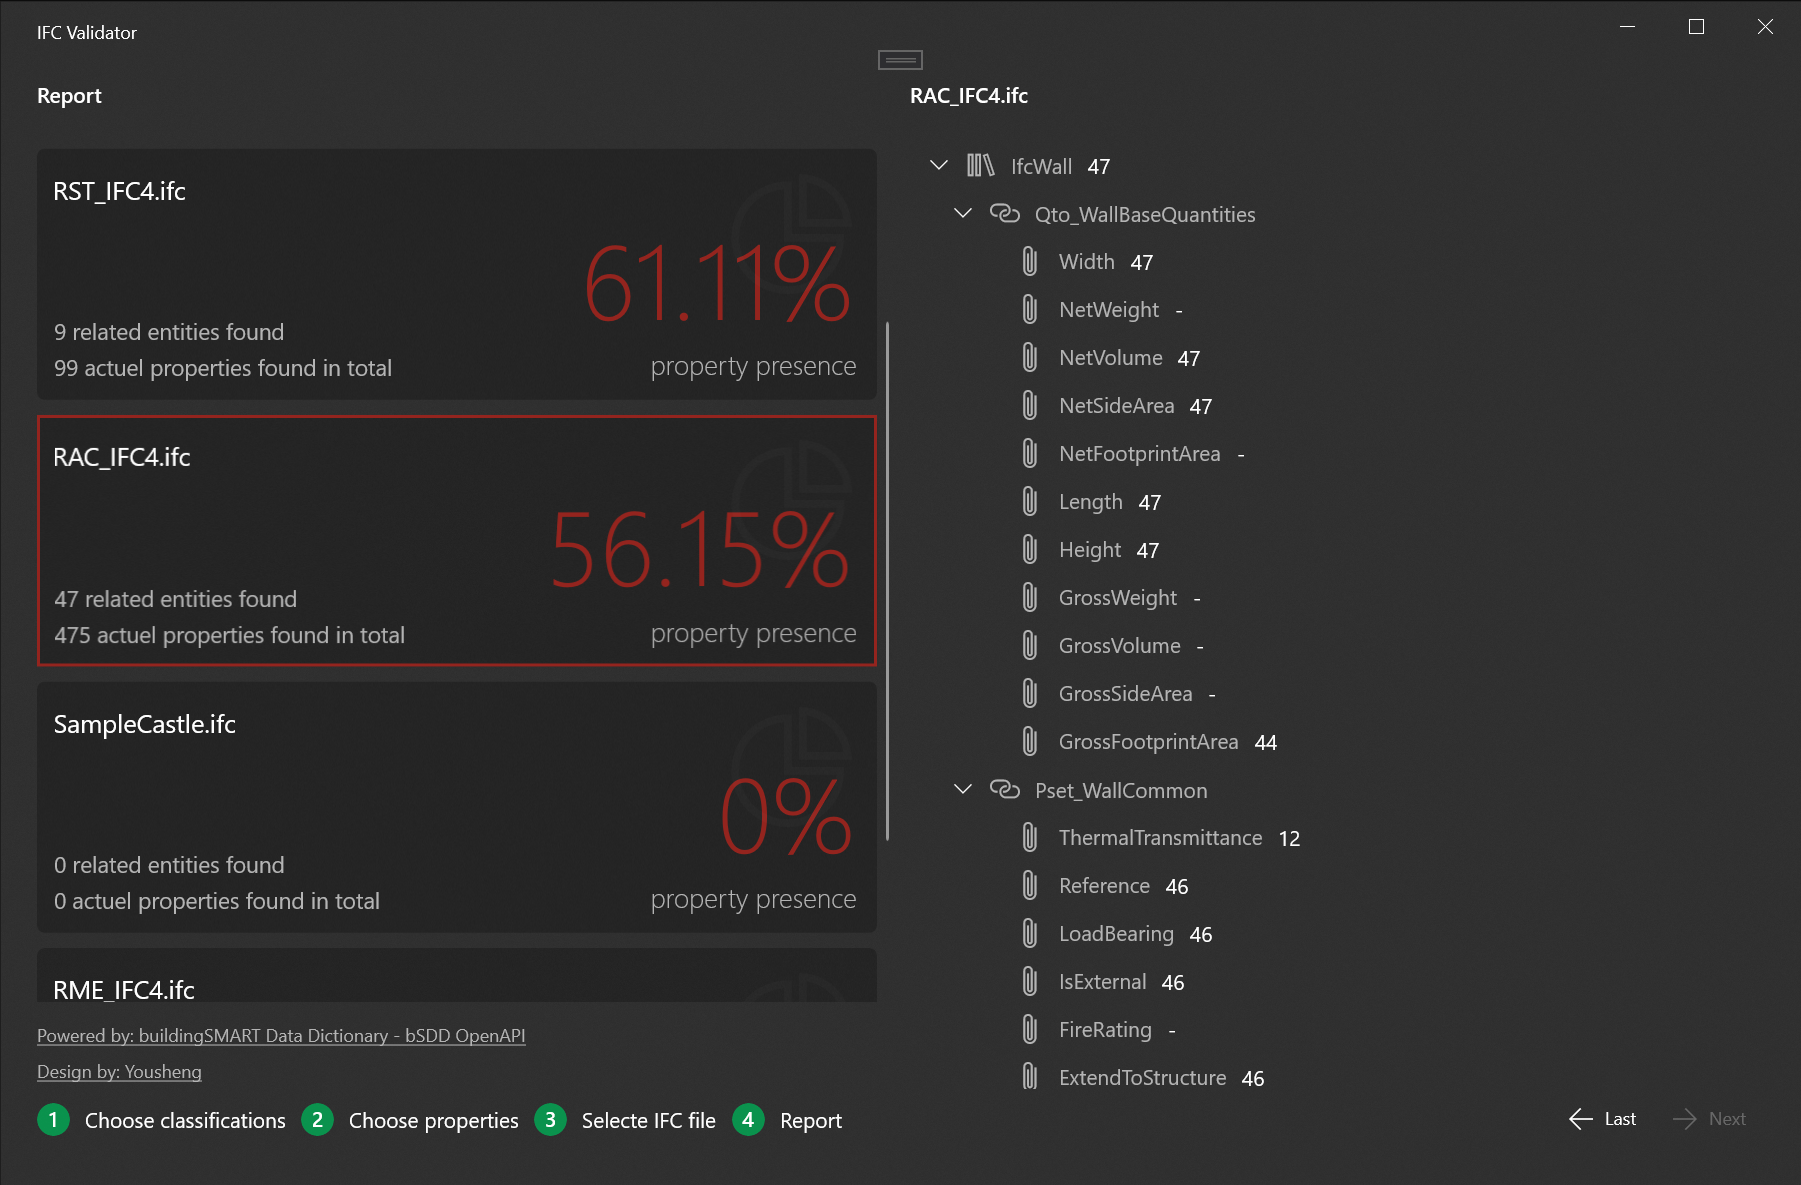 IFC Validator
Report
RST_IFC4.ifc
61.11%
9 related entities found
99 actuel properties found in total
property presence
RAC_IFC4.ifc
56.15%
47 related entities found
475 actuel properties found in total
property presence
SampleCastle.ifc
0%
0 related entities found
0 actuel properties found in total
property presence
RME_IFC4.ifc
Powered by: buildingSMART Data Dictionary - bSDD OpenAPI
Design by: Yousheng
RAC_IFC4.ifc
IfcWall 47
Qto_WallBaseQuantities
Width 47
NetWeight -
NetVolume 47
NetSideArea 47
NetFootprintArea -
Length 47
Height 47
GrossWeight -
GrossVolume -
GrossSideArea -
GrossFootprintArea 44
Pset_WallCommon
ThermalTransmittance 12
Reference 46
LoadBearing 46
IsExternal 46
FireRating -
ExtendToStructure 46
1 Choose classifications 2 Choose properties 3 Selecte IFC file 4 Report
Last Next